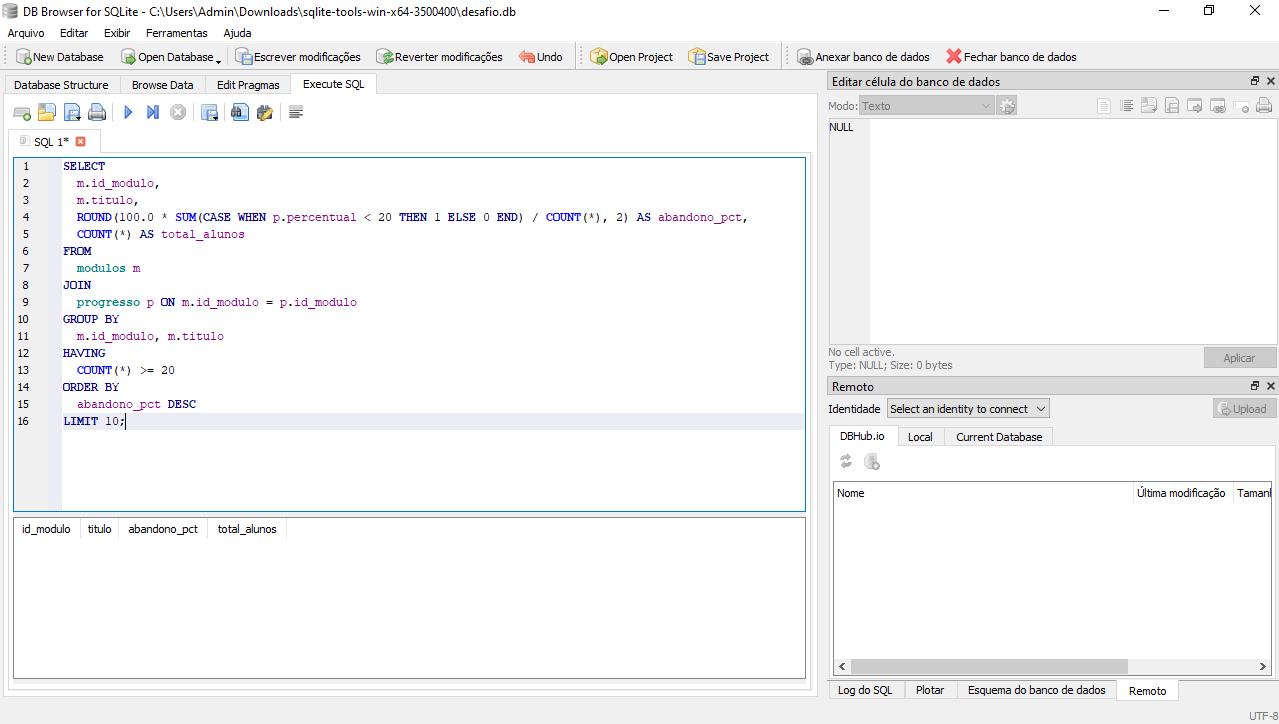 DB Browser for SQLite - C:\Users\Admin\Downloads\sqlite-tools-win-x64-3500400\desafio.db
Arquivo Editar Exibir Ferramentas Ajuda
New Database Open Database Escrever modificações Reverter modificações Undo Open Project Save Project Anexar banco de dados Fechar banco de dados
Database Structure Browse Data Edit Pragmas Execute SQL
SQL 1*
1 SELECT
2 m.id_modulo,
3 m.titulo,
4 ROUND(100.0 * SUM(CASE WHEN p.percentual < 20 THEN 1 ELSE 0 END) / COUNT(*), 2) AS abandono_pct,
5 COUNT(*) AS total_alunos
6 FROM
7 modulos m
8 JOIN
9 progresso p ON m.id_modulo = p.id_modulo
10 GROUP BY
11 m.id_modulo, m.titulo
12 HAVING
13 COUNT(*) >= 20
14 ORDER BY
15 abandono_pct DESC
16 LIMIT 10;
id_modulo titulo abandono_pct total_alunos
Editar célula do banco de dados
Modo: Texto
NULL
No cell active.
Type: NULL; Size: 0 bytes
Aplicar
Remoto
Identidade Select an identity to connect Upload
DBHub.io Local Current Database
Nome Última modificação Tamanh
Log do SQL Plotar Esquema do banco de dados Remoto
UTF-8